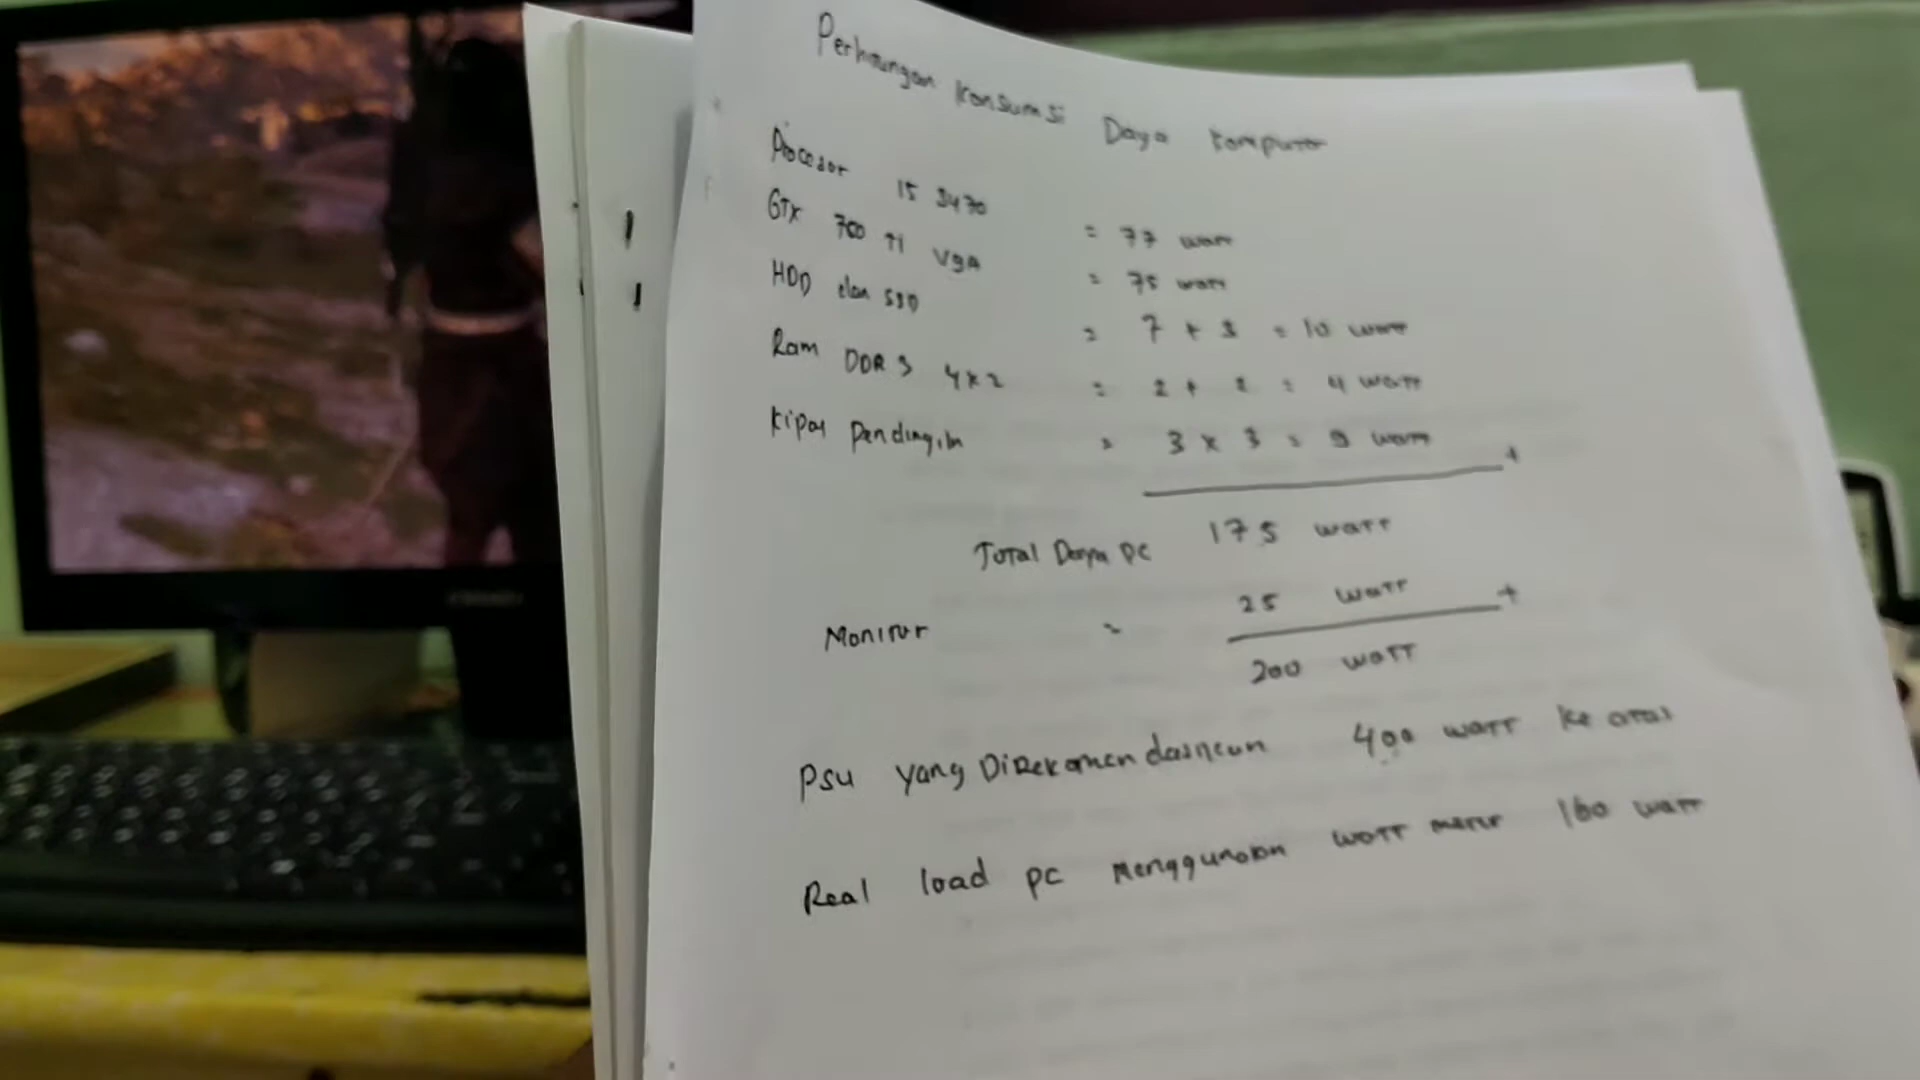 Perhitungan Konsumsi Daya Komputer
Procesor i5 3470 = 77 watt
GTX 750 Ti VGA = 75 watt
HDD dan SSD = 7 + 3 = 10 watt
Ram DDR 3 4x2 = 2 + 2 = 4 watt
Kipas Pendingin = 3 x 3 = 9 watt +
Total Daya PC 175 watt
Monitor = 25 watt +
200 watt
PSU yang Direkomendasikan 400 watt ke atas
Real load pc Menggunakan watt meter 160 watt